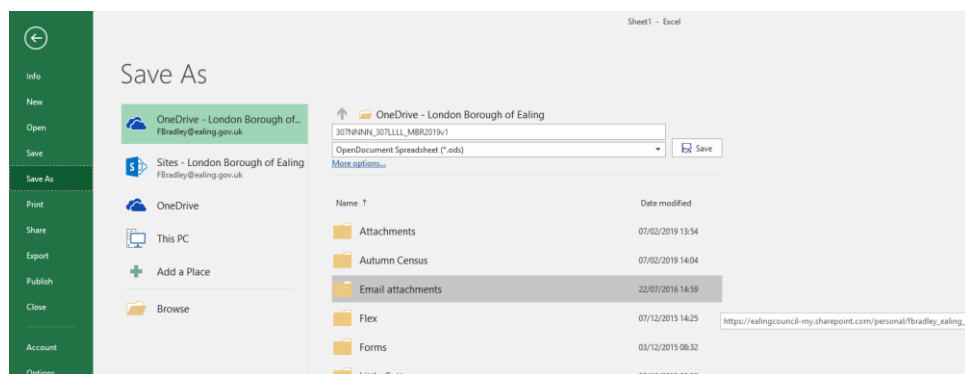 Sheet1 - Excel
Info
New
Open
Save
Save As
Print
Share
Export
Publish
Close
Account
Options
Save As
OneDrive - London Borough of...
FBradley@ealing.gov.uk
Sites - London Borough of Ealing
FBradley@ealing.gov.uk
OneDrive
This PC
Add a Place
Browse
OneDrive - London Borough of Ealing
307NNNN_307LLLL_MBR2019v1
OpenDocument Spreadsheet (*.ods)
Save
More options...
Name ↑ Date modified
Attachments 07/02/2019 13:54
Autumn Census 07/02/2019 14:04
Email attachments 22/07/2016 14:59
Flex 07/12/2015 14:25
https://ealingcouncil-my.sharepoint.com/personal/fbradley_ealing_
Forms 03/12/2015 08:32